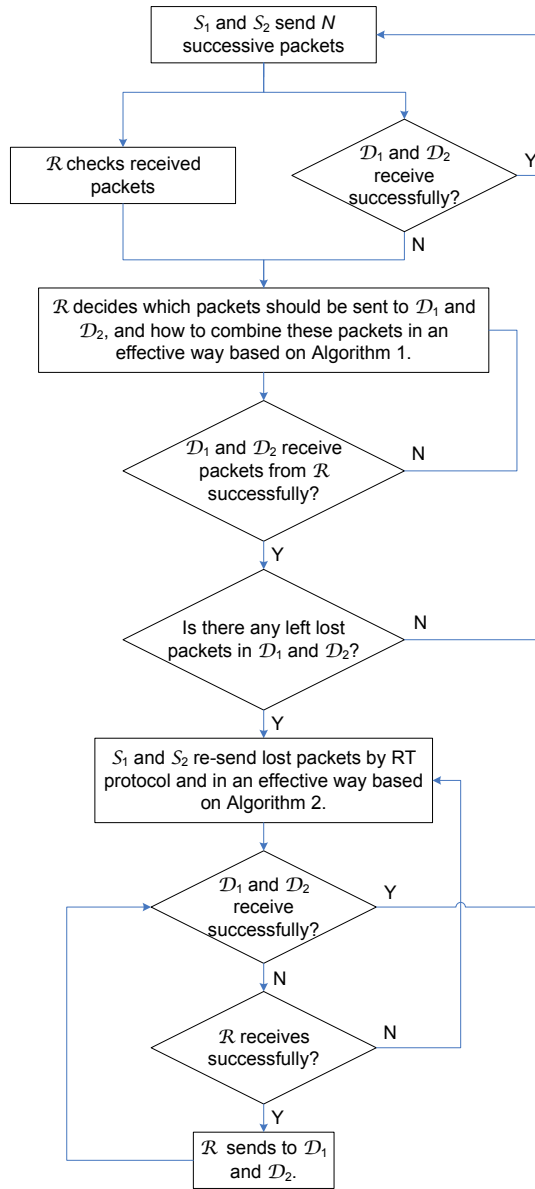 𝒮₁ and 𝒮₂ send N
successive packets
ℛ checks received
packets
𝒟₁ and 𝒟₂
receive
successfully?
Y
N
ℛ decides which packets should be sent to 𝒟₁ and
𝒟₂, and how to combine these packets in an
effective way based on Algorithm 1.
𝒟₁ and 𝒟₂ receive
packets from ℛ
successfully?
N
Y
Is there any left lost
packets in 𝒟₁ and 𝒟₂?
N
Y
𝒮₁ and 𝒮₂ re-send lost packets by RT
protocol and in an effective way based
on Algorithm 2.
𝒟₁ and 𝒟₂
receive
successfully?
Y
N
ℛ receives
successfully?
N
Y
ℛ sends to 𝒟₁
and 𝒟₂.